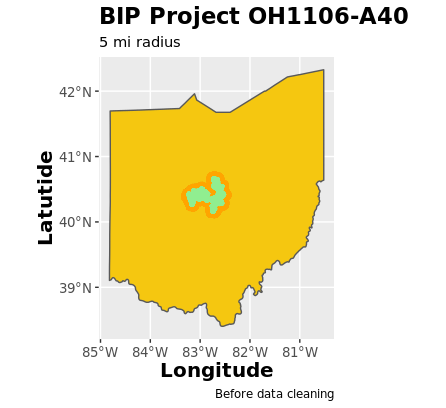 BIP Project OH1106-A40
5 mi radius
42°N
41°N
40°N
39°N
Latutide
85°W 84°W 83°W 82°W 81°W
Longitude
Before data cleaning